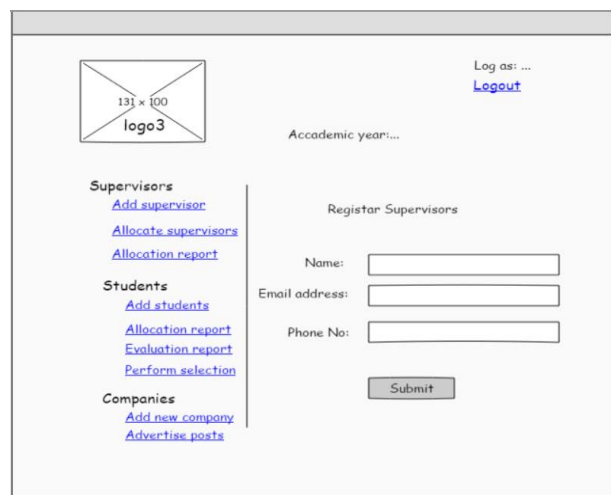 Log as: ...
Logout
131 x 100
logo3
Accademic year:...
Supervisors
Add supervisor
Allocate supervisors
Allocation report
Students
Add students
Allocation report
Evaluation report
Perform selection
Companies
Add new company
Advertise posts
Registar Supervisors
Name:
Email address:
Phone No:
Submit